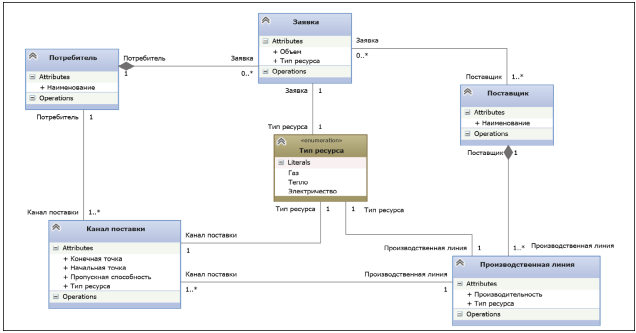 Заявка
Attributes
+ Объем
+ Тип ресурса
Operations
Потребитель
Attributes
+ Наименование
Operations
Потребитель
1
Заявка
0..*
Заявка
0..*
Поставщик
1..*
Поставщик
Attributes
+ Наименование
Operations
Заявка
1
Тип ресурса
1
«enumeration»
Тип ресурса
Literals
Газ
Тепло
Электричество
Потребитель
1
Канал поставки
1..*
Поставщик
1
Тип ресурса
1
1
Тип ресурса
Канал поставки
Attributes
+ Конечная точка
+ Начальная точка
+ Пропускная способность
+ Тип ресурса
Operations
Канал поставки
1
Производственная линия
1
1..*
Производственная линия
Канал поставки
1..*
Производственная линия
1
Производственная линия
Attributes
+ Производительность
+ Тип ресурса
Operations